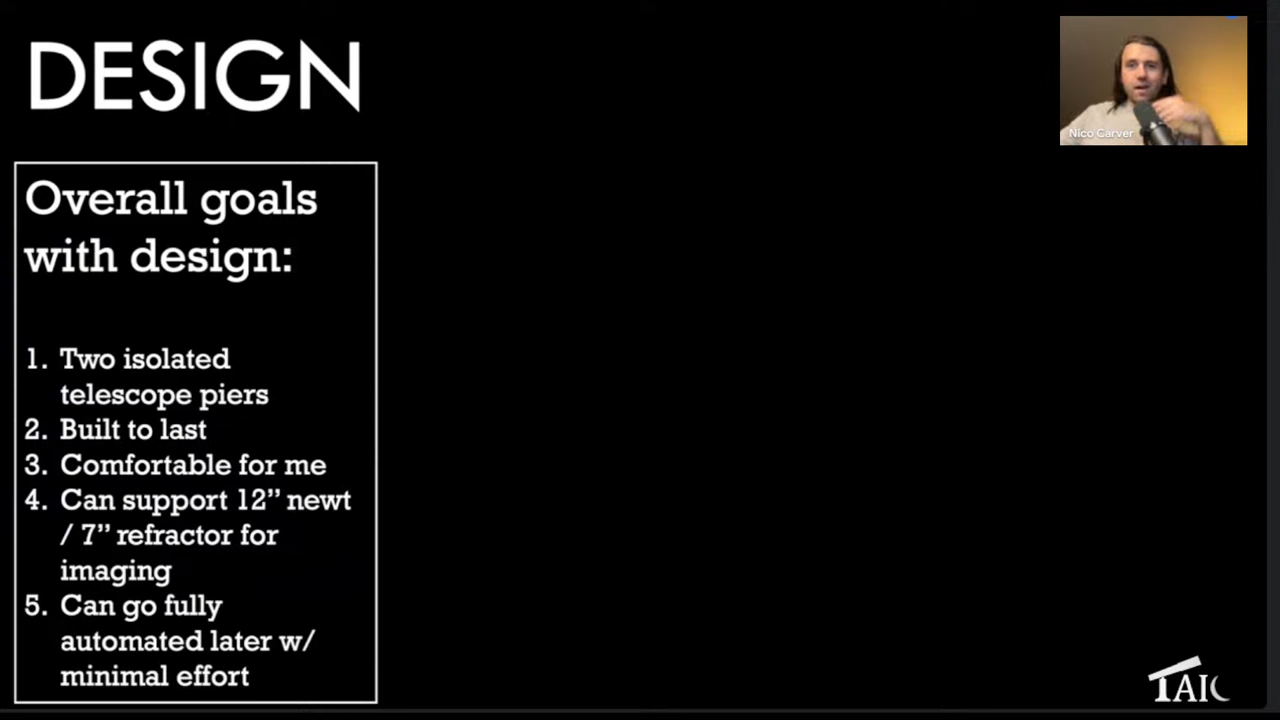 DESIGN
Nico Carver
Overall goals
with design:
1. Two isolated
telescope piers
2. Built to last
3. Comfortable for me
4. Can support 12” newt
/ 7” refractor for
imaging
5. Can go fully
automated later w/
minimal effort
TAIC